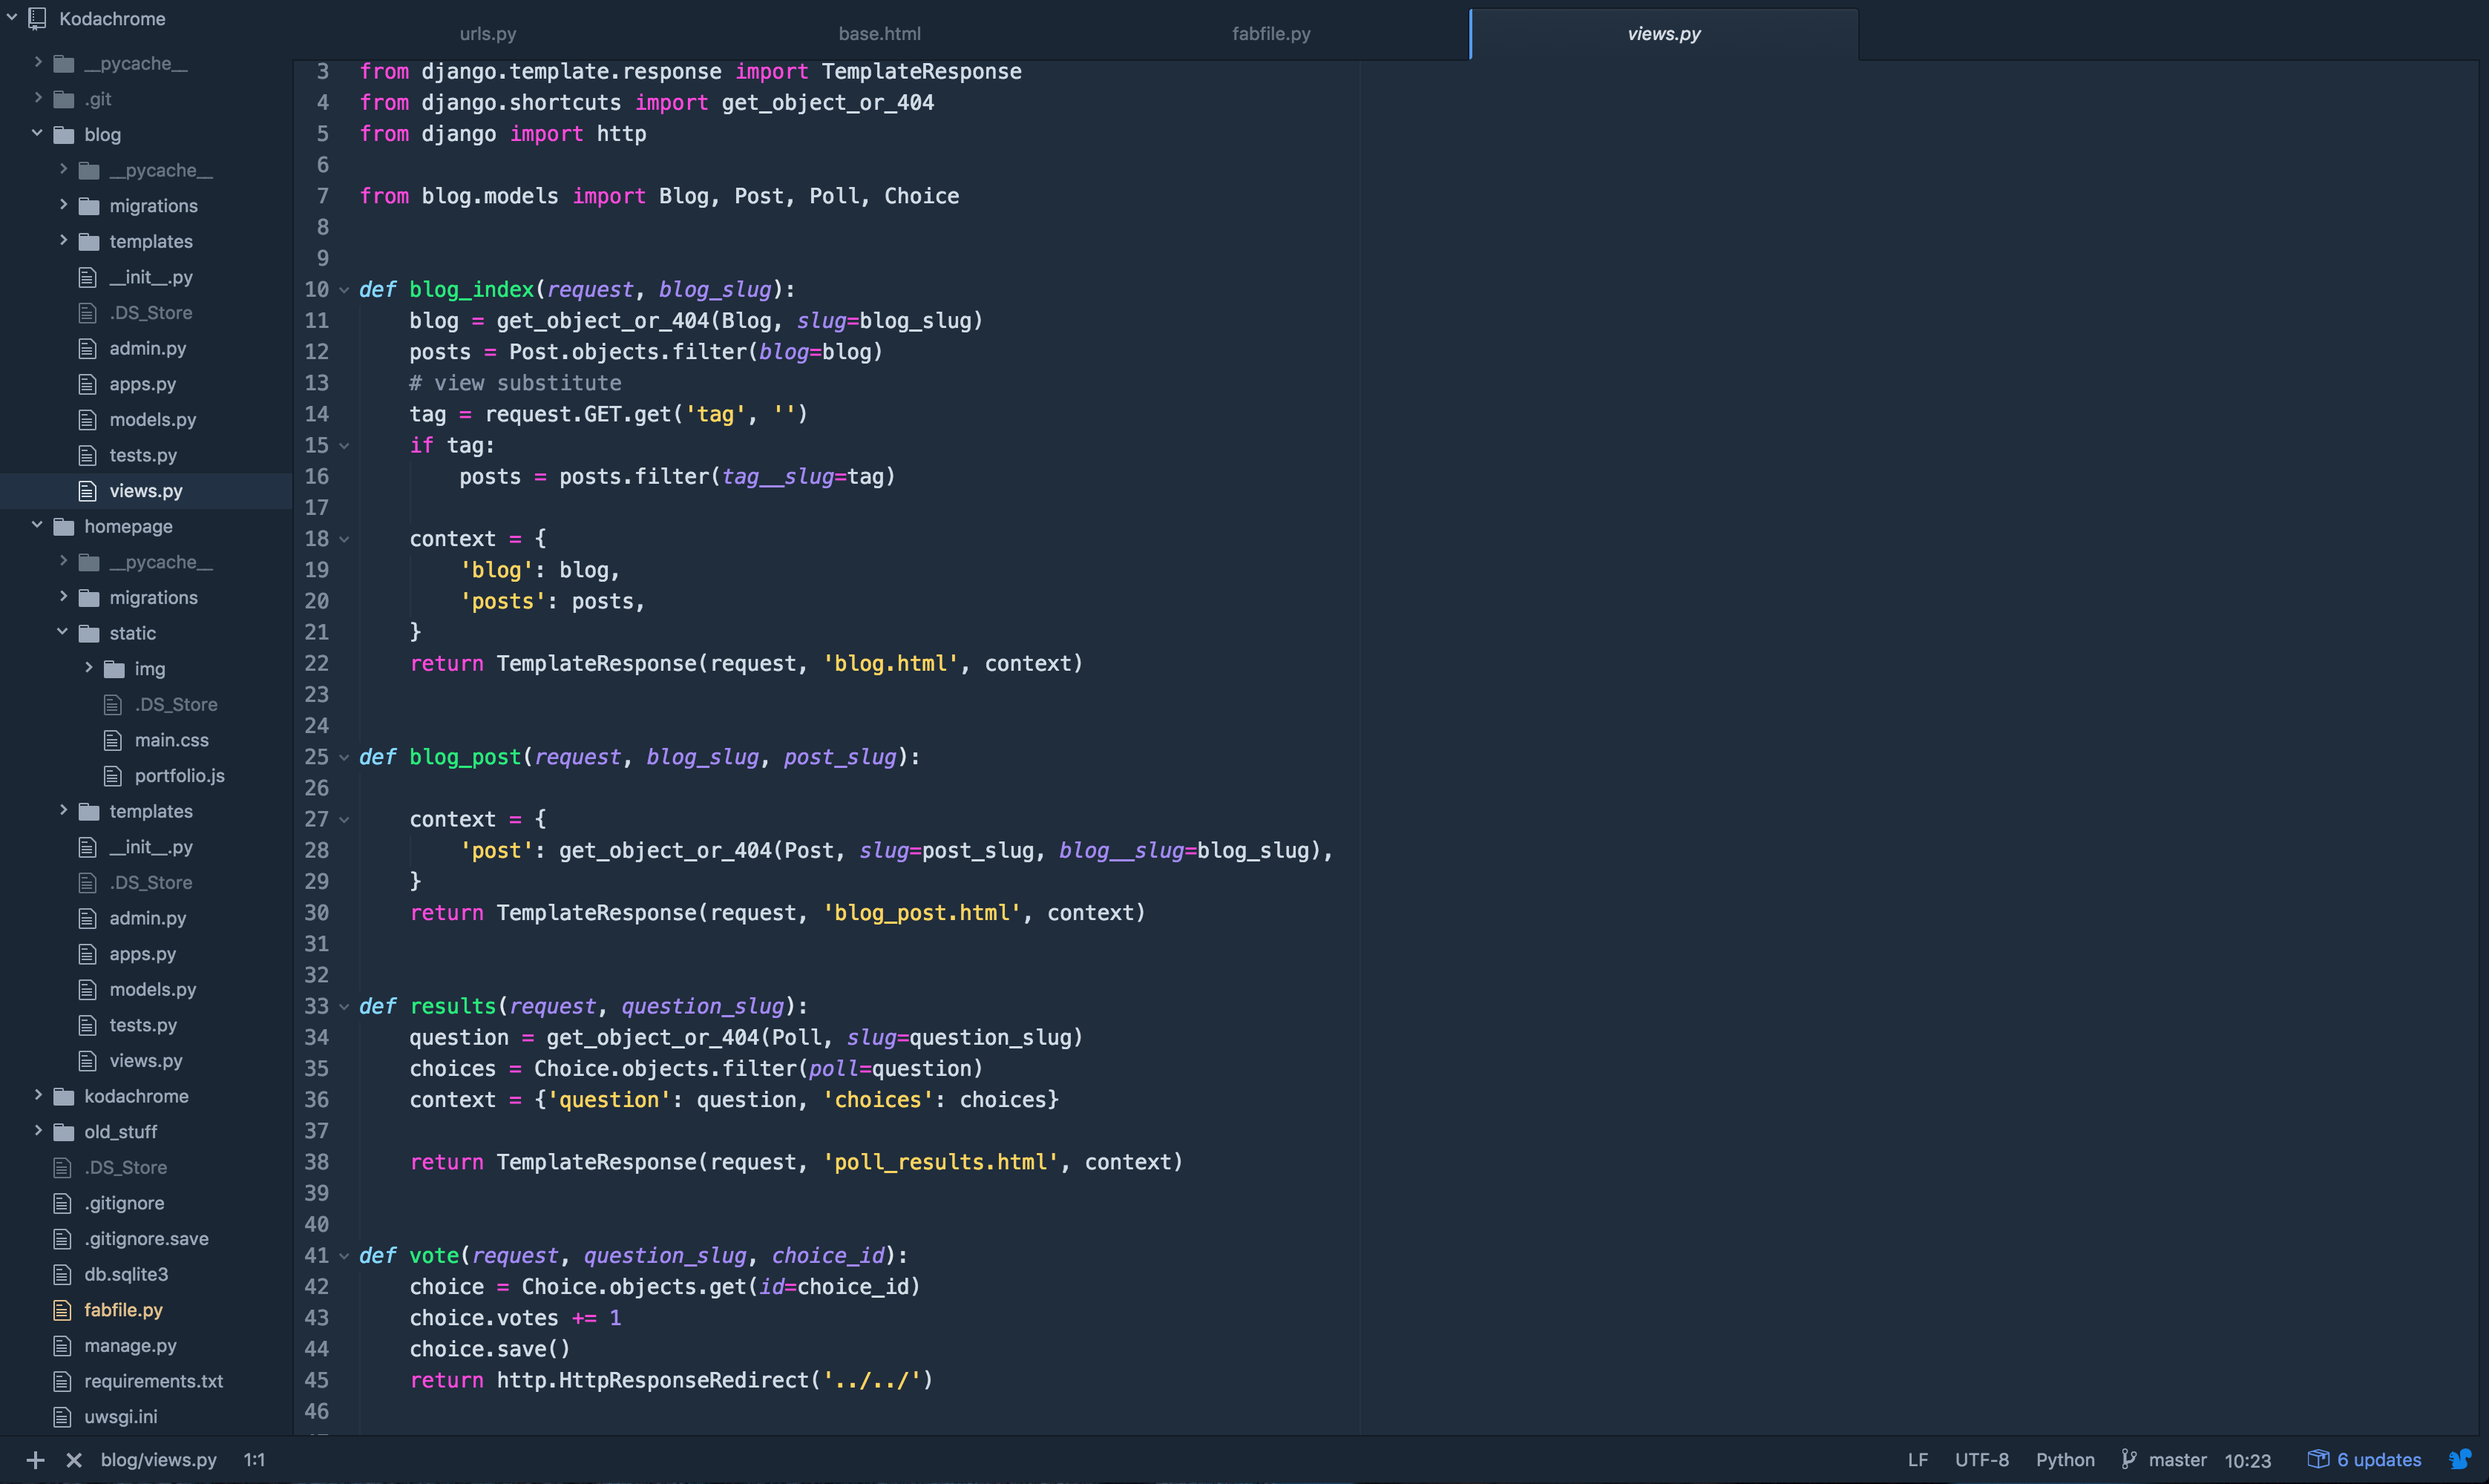 Kodachrome
__pycache__
.git
blog
__pycache__
migrations
templates
__init__.py
.DS_Store
admin.py
apps.py
models.py
tests.py
views.py
homepage
__pycache__
migrations
static
img
.DS_Store
main.css
portfolio.js
templates
__init__.py
.DS_Store
admin.py
apps.py
models.py
tests.py
views.py
kodachrome
old_stuff
.DS_Store
.gitignore
.gitignore.save
db.sqlite3
fabfile.py
manage.py
requirements.txt
uwsgi.ini
urls.py base.html fabfile.py views.py
3 from django.template.response import TemplateResponse
4 from django.shortcuts import get_object_or_404
5 from django import http
6
7 from blog.models import Blog, Post, Poll, Choice
8
9
10 def blog_index(request, blog_slug):
11     blog = get_object_or_404(Blog, slug=blog_slug)
12     posts = Post.objects.filter(blog=blog)
13     # view substitute
14     tag = request.GET.get('tag', '')
15     if tag:
16         posts = posts.filter(tag__slug=tag)
17
18     context = {
19         'blog': blog,
20         'posts': posts,
21     }
22     return TemplateResponse(request, 'blog.html', context)
23
24
25 def blog_post(request, blog_slug, post_slug):
26
27     context = {
28         'post': get_object_or_404(Post, slug=post_slug, blog__slug=blog_slug),
29     }
30     return TemplateResponse(request, 'blog_post.html', context)
31
32
33 def results(request, question_slug):
34     question = get_object_or_404(Poll, slug=question_slug)
35     choices = Choice.objects.filter(poll=question)
36     context = {'question': question, 'choices': choices}
37
38     return TemplateResponse(request, 'poll_results.html', context)
39
40
41 def vote(request, question_slug, choice_id):
42     choice = Choice.objects.get(id=choice_id)
43     choice.votes += 1
44     choice.save()
45     return http.HttpResponseRedirect('../../')
46
blog/views.py 1:1 LF UTF-8 Python master 10:23 6 updates